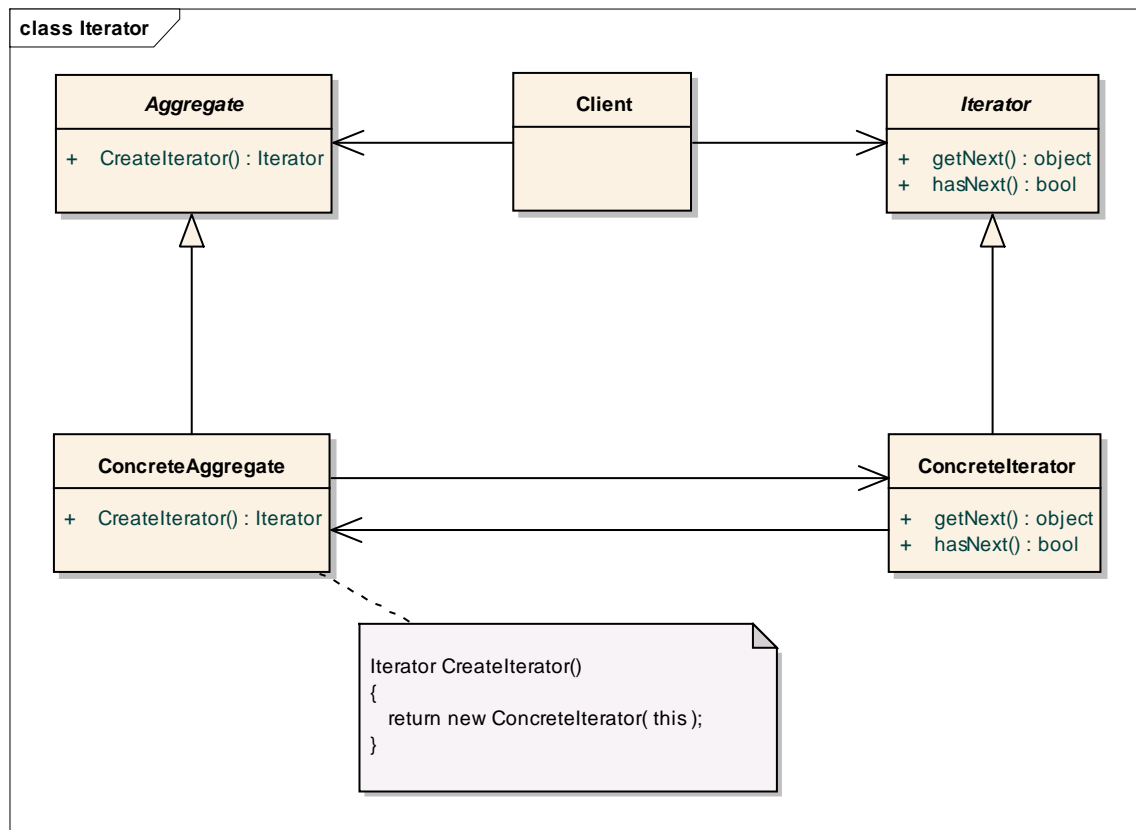 class Iterator
Aggregate
+ CreateIterator() : Iterator
Client
Iterator
+ getNext() : object
+ hasNext() : bool
ConcreteAggregate
+ CreateIterator() : Iterator
ConcreteIterator
+ getNext() : object
+ hasNext() : bool
Iterator CreateIterator()
{
return new ConcreteIterator( this );
}